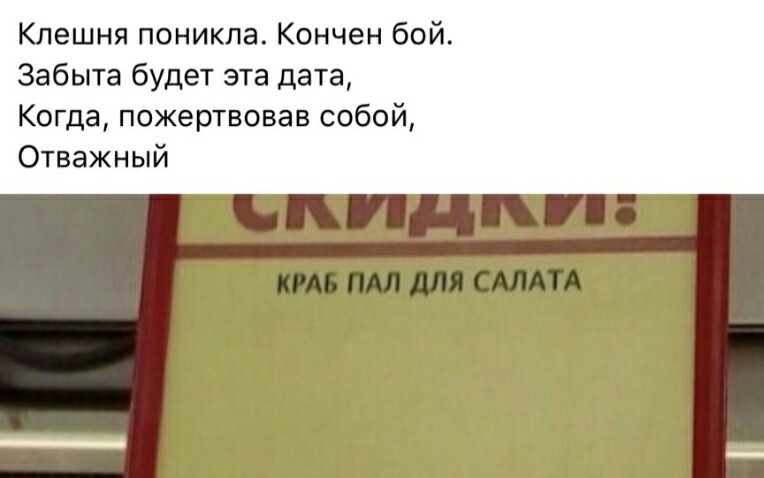 Клешня поникла. Кончен бой.
Забыта будет эта дата,
Когда, пожертвовав собой,
Отважный
СКИДКИ!
КРАБ ПАЛ ДЛЯ САЛАТА